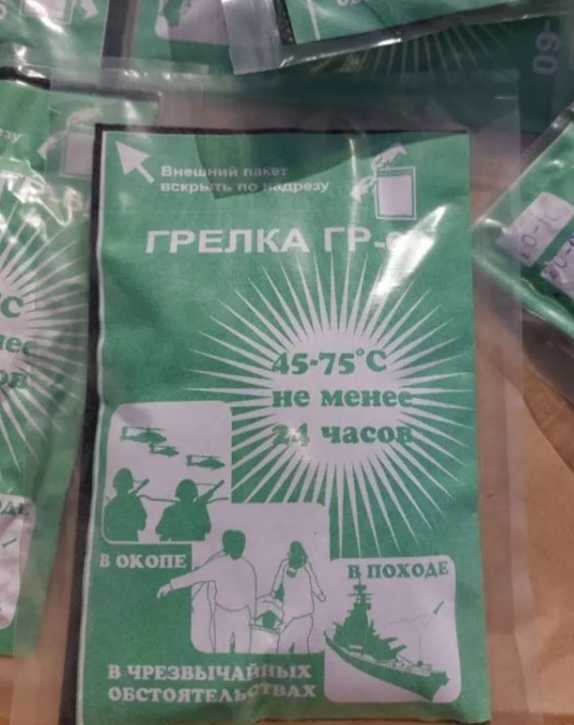 Внешний пакет
вскрыть по надрезу
ГРЕЛКА ГР-
45-75°С
не менее
24 часов
В ОКОПЕ
В ПОХОДЕ
В ЧРЕЗВЫЧАЙНЫХ
ОБСТОЯТЕЛЬСТВАХ